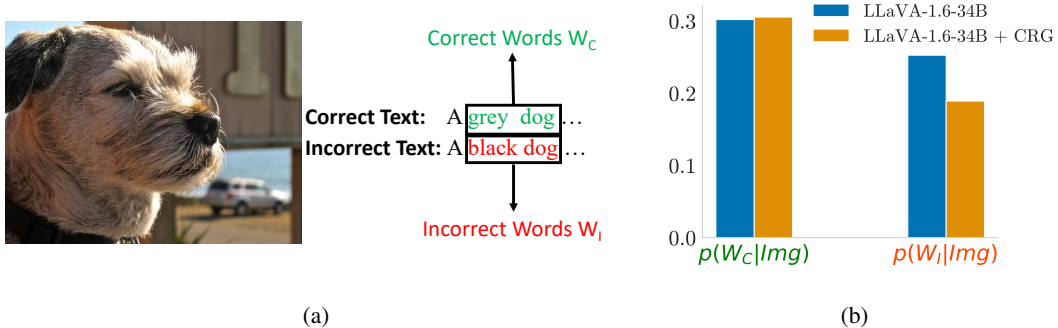 Correct Words W_C
Correct Text: A grey dog ...
Incorrect Text: A black dog ...
Incorrect Words W_I
(a)
LLaVA-1.6-34B
LLaVA-1.6-34B + CRG
0.3
0.2
0.1
0.0
p(W_C|Img) p(W_I|Img)
(b)